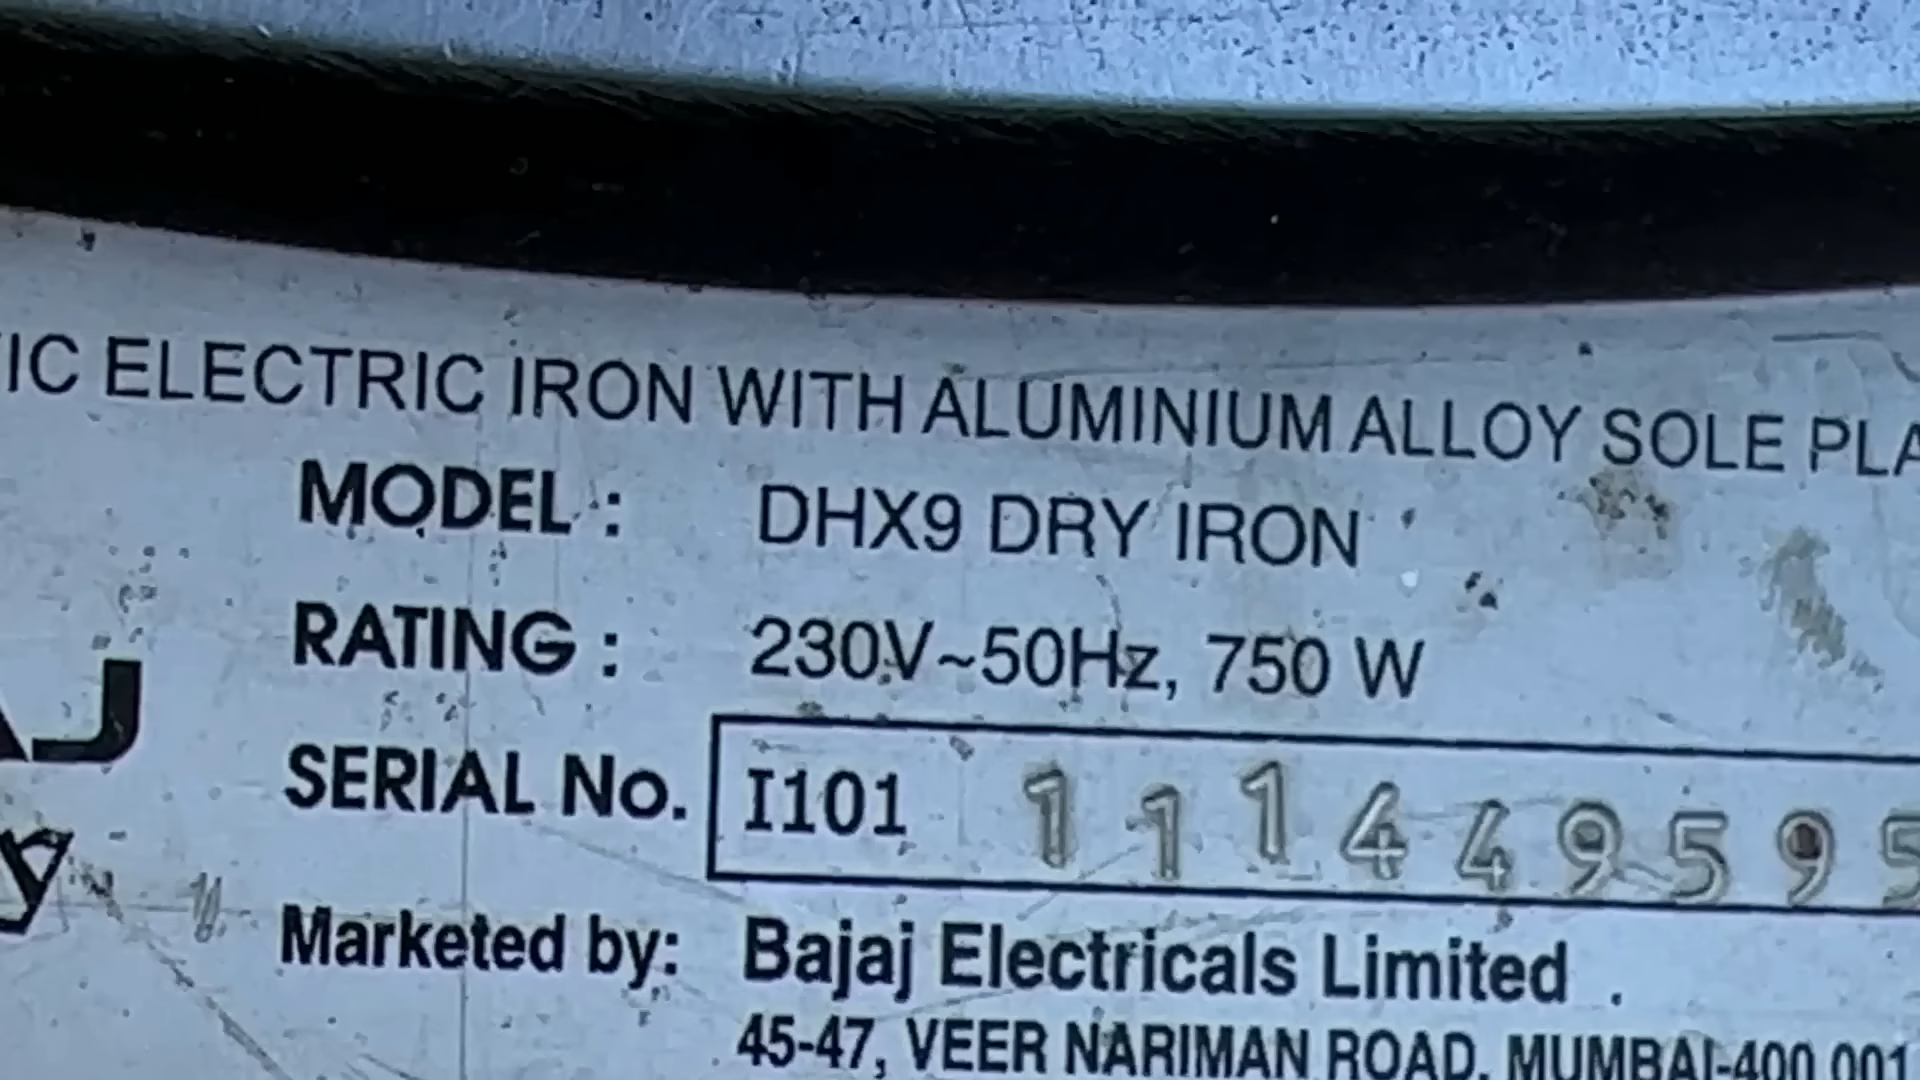 IC ELECTRIC IRON WITH ALUMINIUM ALLOY SOLE PLA
MODEL : DHX9 DRY IRON
RATING : 230V~50Hz, 750 W
AJ
SERIAL No. I101 111449595
y
Marketed by: Bajaj Electricals Limited
45-47, VEER NARIMAN ROAD, MUMBAI-400 001